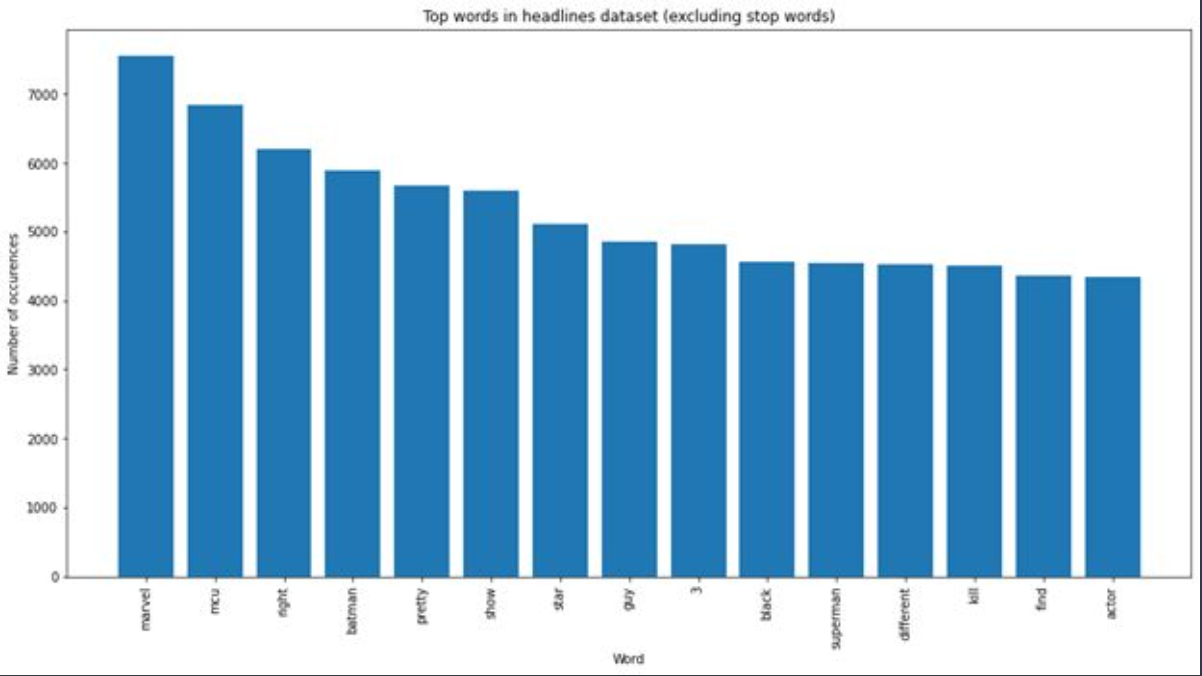 Top words in headlines dataset (excluding stop words)
Number of occurences
7000
6000
5000
4000
3000
2000
1000
0
marvel
mcu
right
batman
pretty
show
star
guy
3
black
superman
different
kill
find
actor
Word